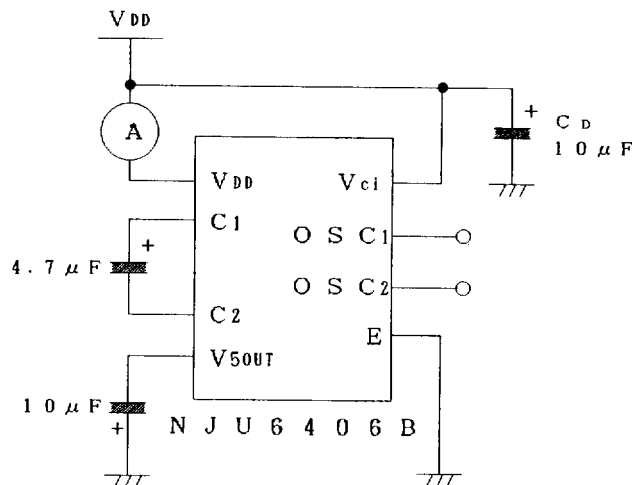 VDD
A
+
CD
10μF
VDD
Vci
C1
OSC1
+
4.7μF
OSC2
C2
E
V5OUT
10μF
+
NJU6406B